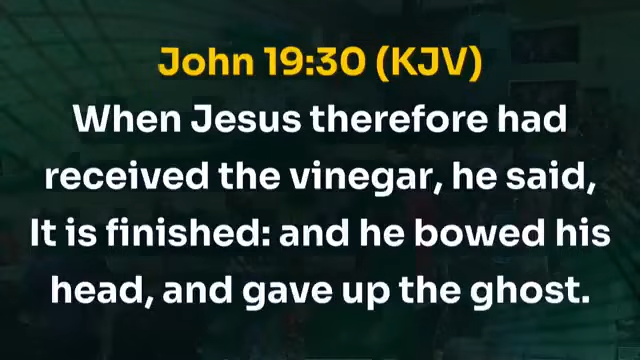 John 19:30 (KJV)
When Jesus therefore had
received the vinegar, he said,
It is finished: and he bowed his
head, and gave up the ghost.